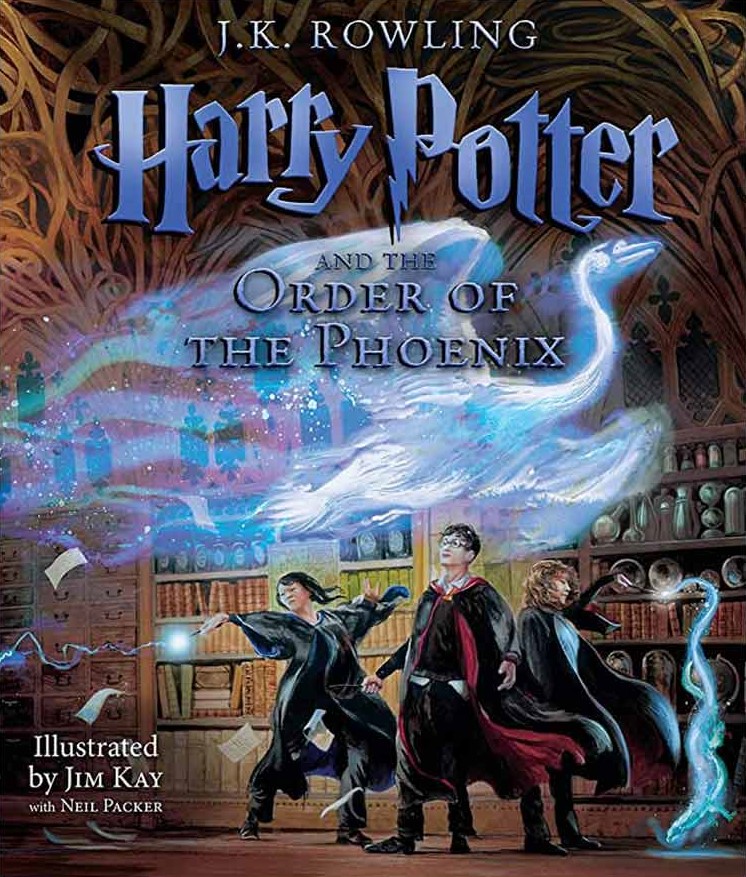 J.K. ROWLING
Harry Potter
AND THE
ORDER OF
THE PHOENIX
Illustrated
by JIM KAY
with NEIL PACKER